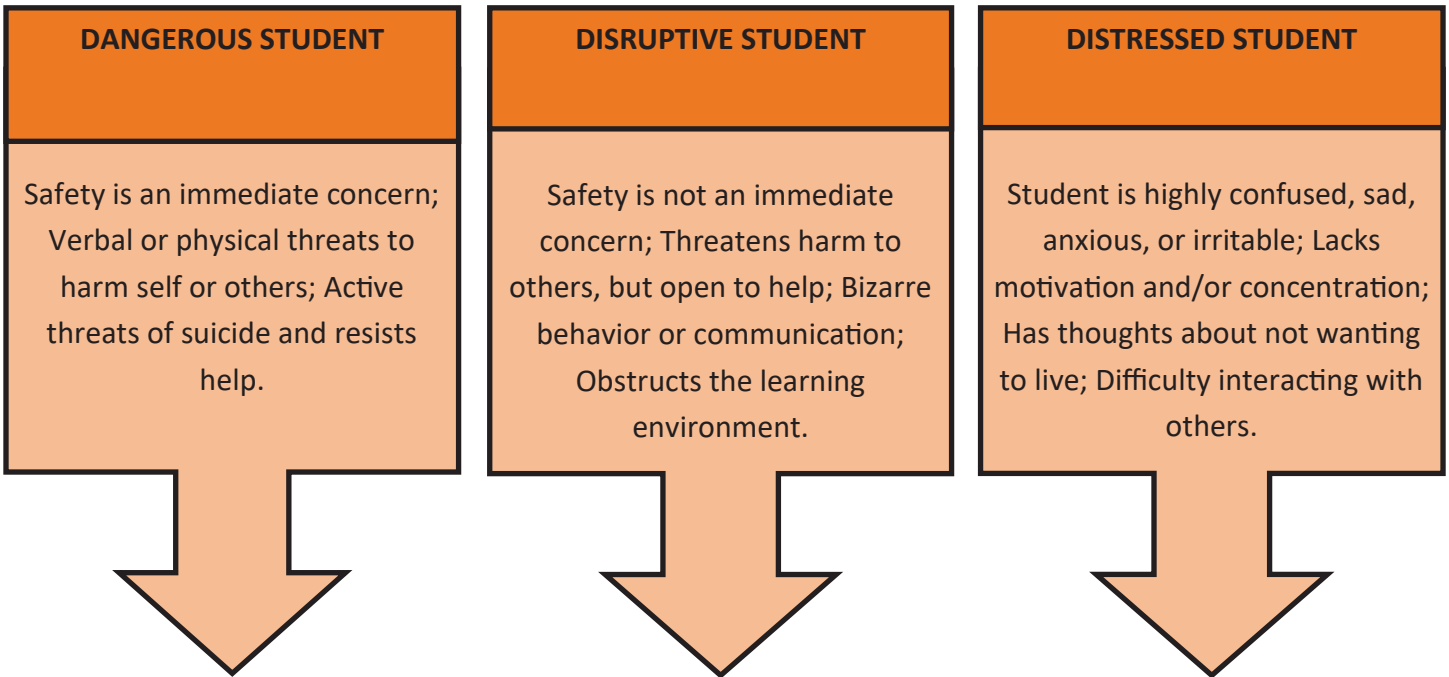 DANGEROUS STUDENT
Safety is an immediate concern;
Verbal or physical threats to
harm self or others; Active
threats of suicide and resists
help.
DISRUPTIVE STUDENT
Safety is not an immediate
concern; Threatens harm to
others, but open to help; Bizarre
behavior or communication;
Obstructs the learning
environment.
DISTRESSED STUDENT
Student is highly confused, sad,
anxious, or irritable; Lacks
motivation and/or concentration;
Has thoughts about not wanting
to live; Difficulty interacting with
others.